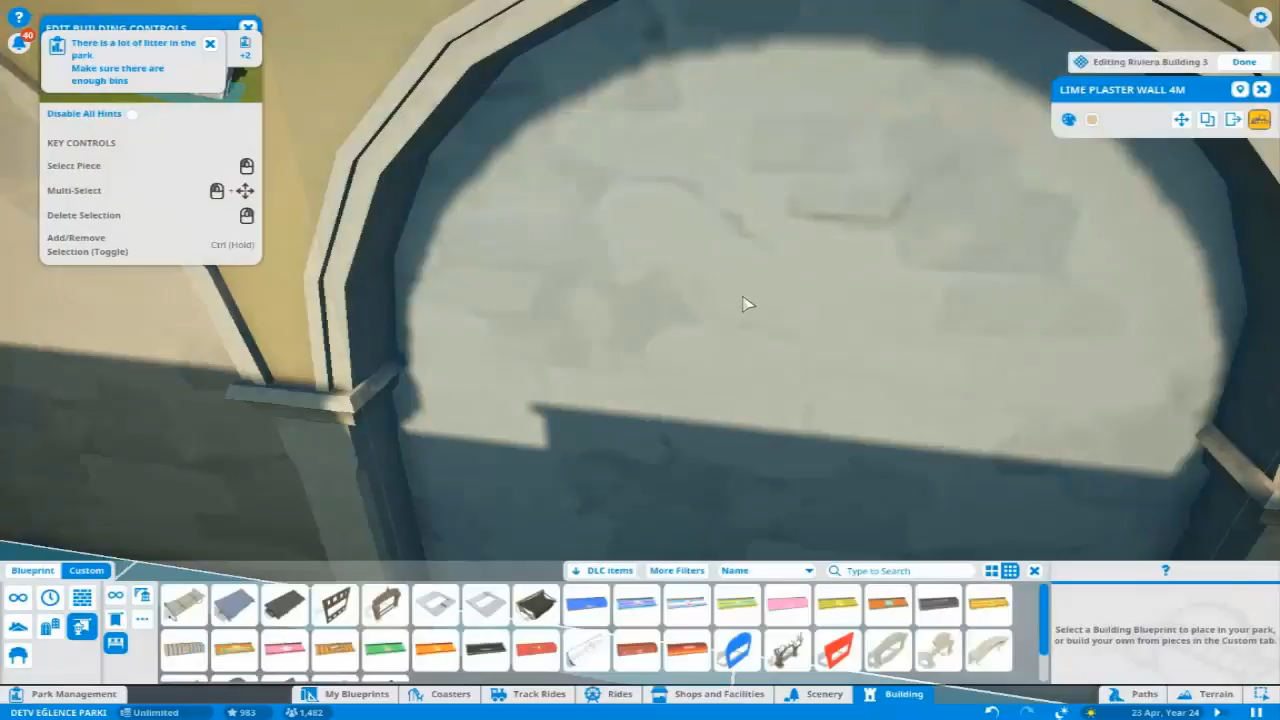 ?
EDIT BUILDING CONTROLS
40
There is a lot of litter in the
park
Make sure there are
enough bins
+2
Disable All Hints
KEY CONTROLS
Select Piece
Multi-Select
+
Delete Selection
Add/Remove
Selection (Toggle)
Ctrl (Hold)
Editing Riviera Building 3
Done
LIME PLASTER WALL 4M
Blueprint
Custom
DLC Items
More Filters
Name
Type to Search
?
Select a Building Blueprint to place in your park,
or build your own from pieces in the Custom tab.
Park Management
My Blueprints
Coasters
Track Rides
Rides
Shops and Facilities
Scenery
Building
Paths
Terrain
DETV EĞLENCE PARKI
Unlimited
983
1,482
23 Apr, Year 24